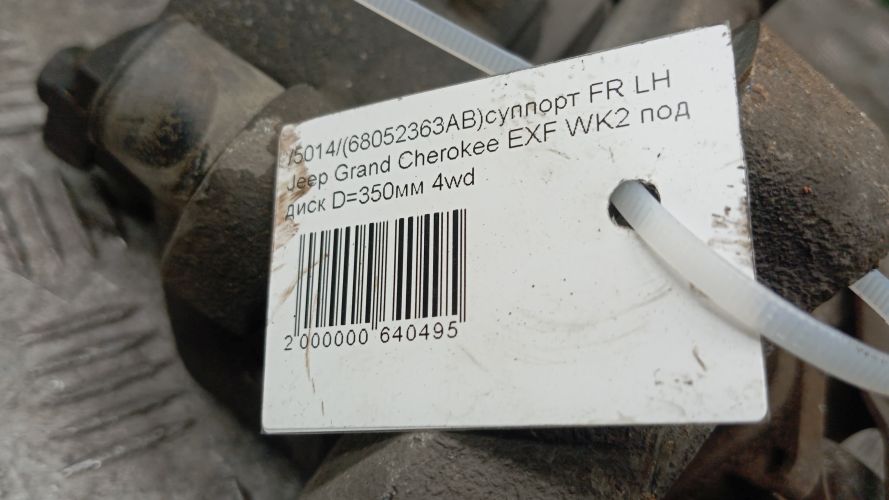 /5014/(68052363AB)суппорт FR LH
Jeep Grand Cherokee EXF WK2 под
диск D=350мм 4wd
2 000000 640495